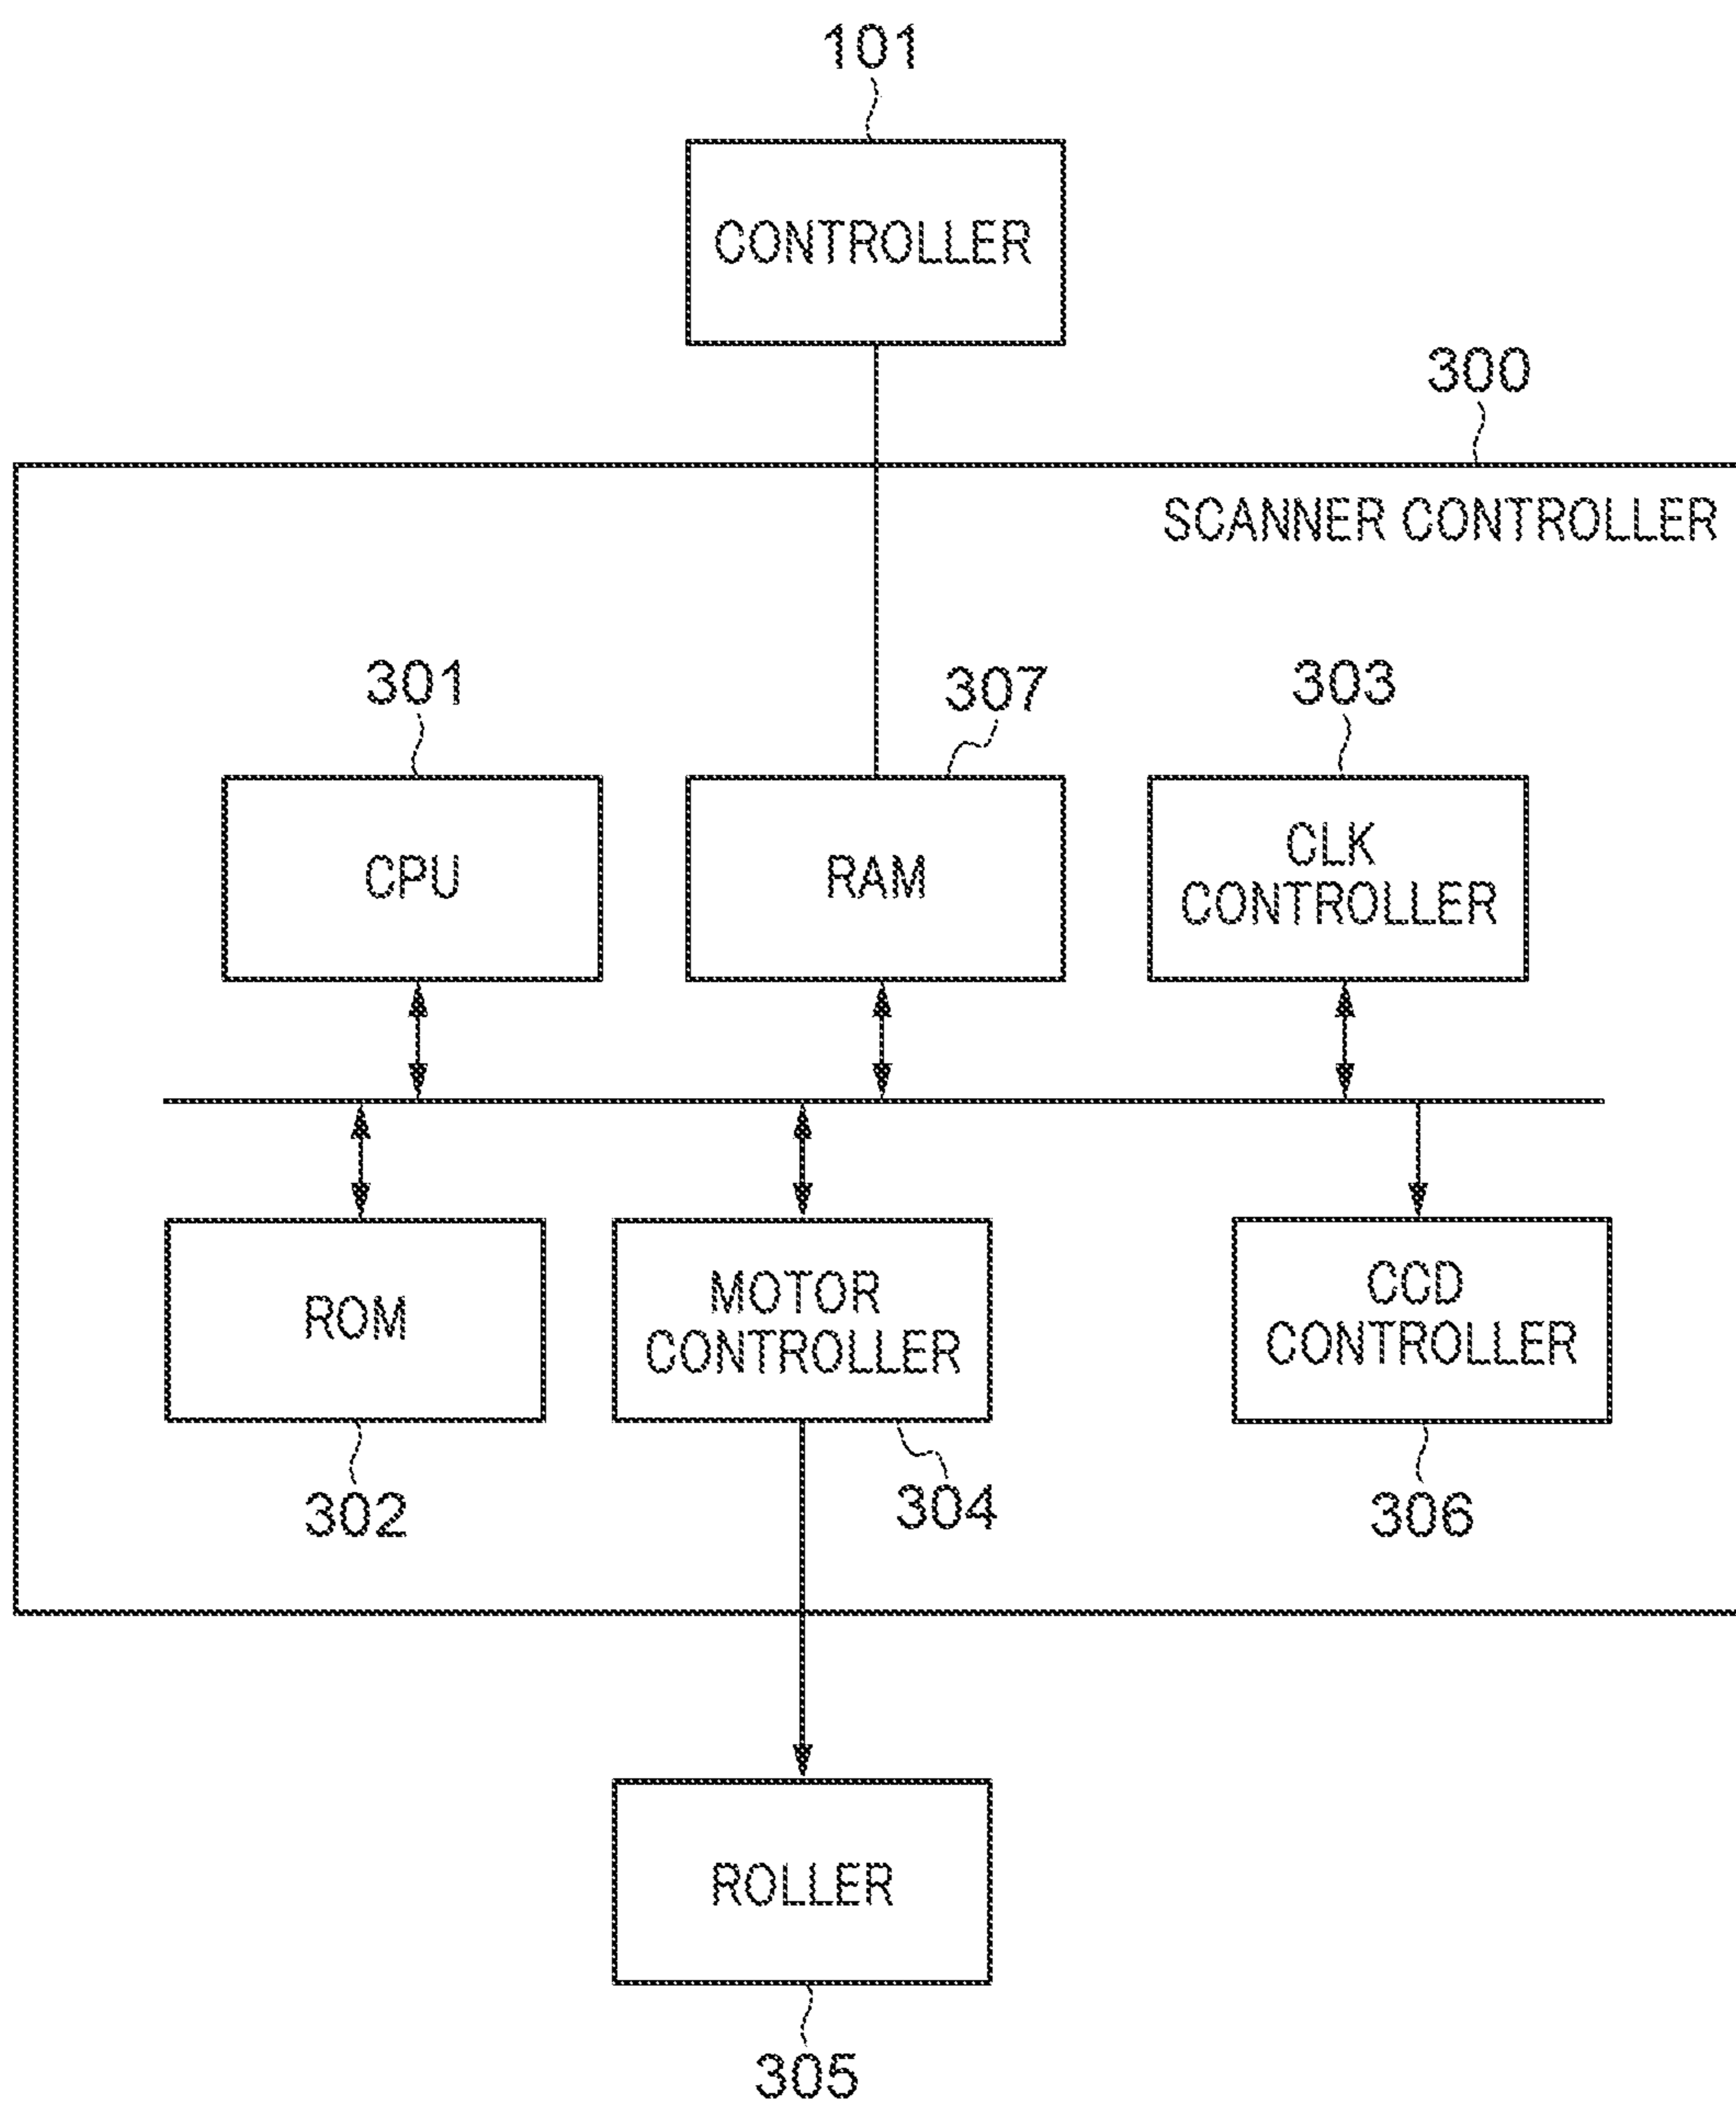 101
CONTROLLER
300
SCANNER CONTROLLER
301
307
303
CPU
RAM
CLK
CONTROLLER
ROM
MOTOR
CONTROLLER
CCD
CONTROLLER
302
304
306
ROLLER
305